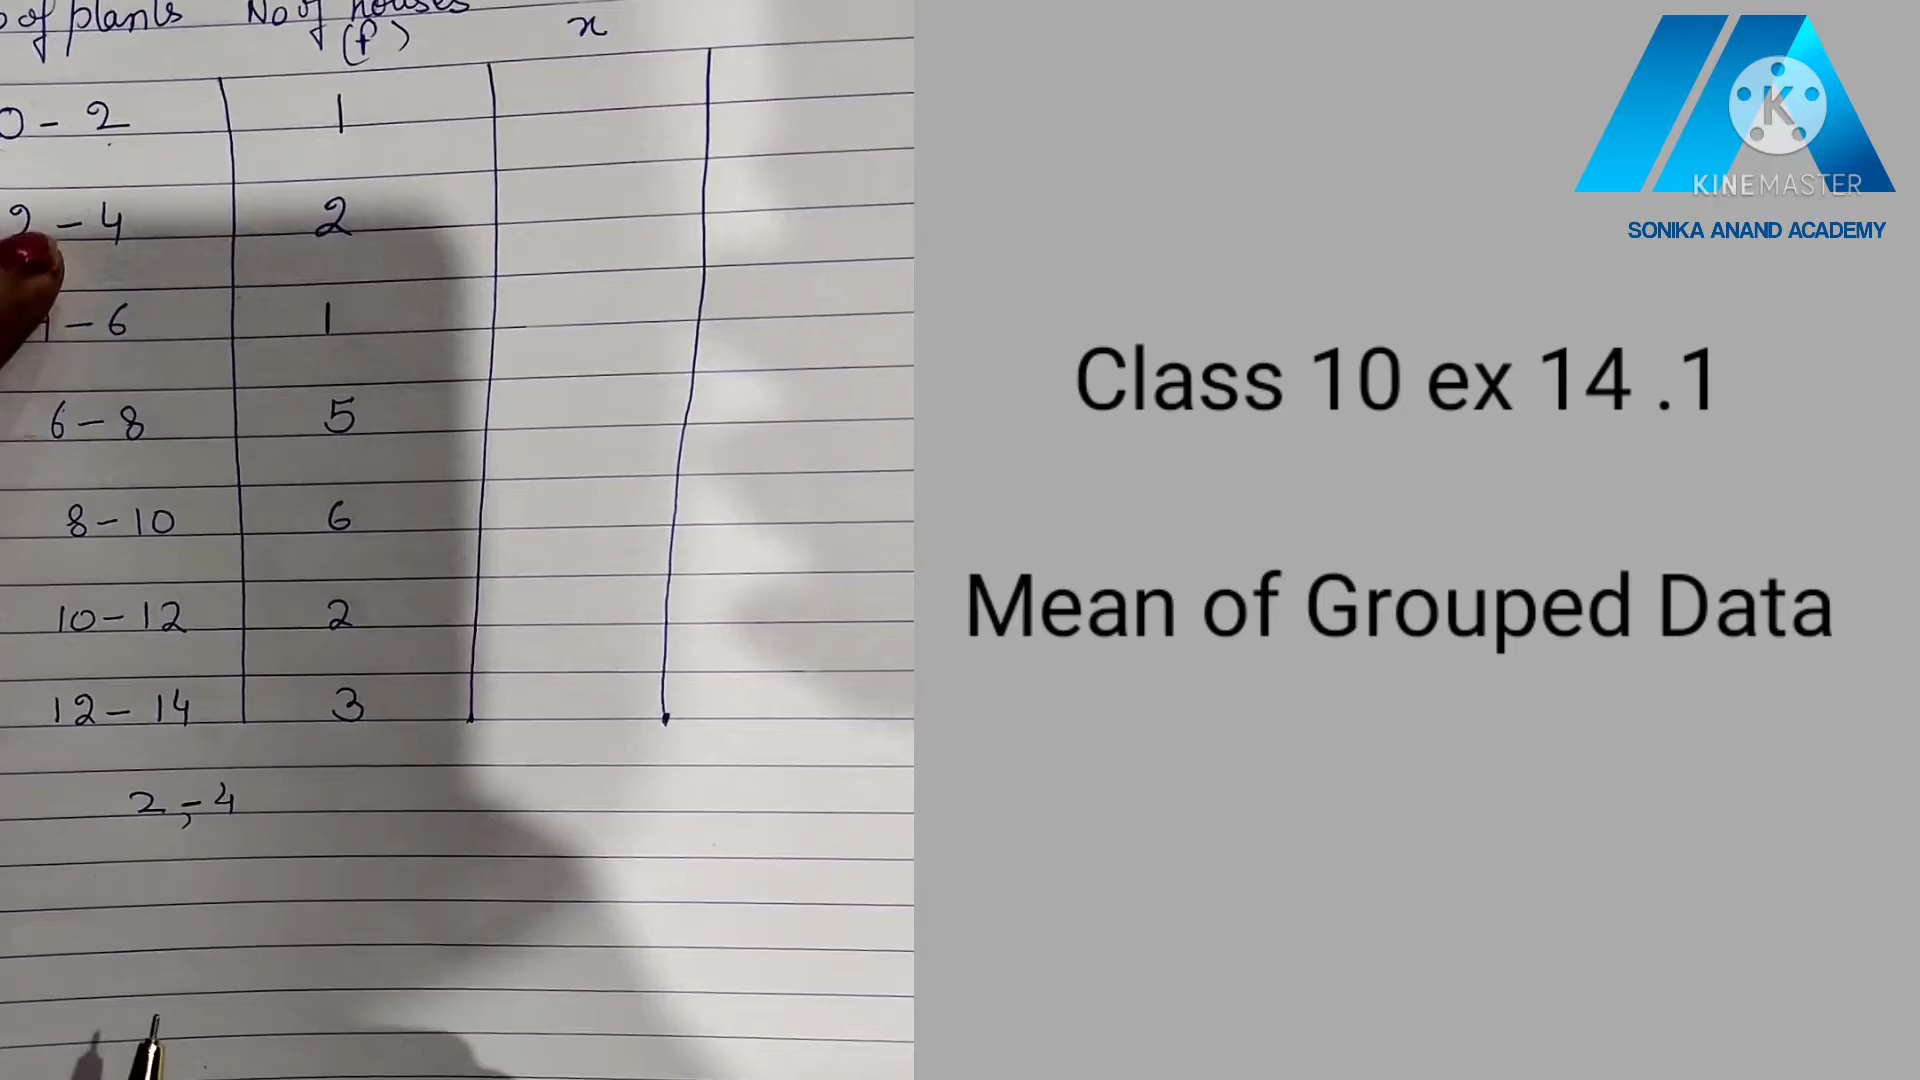 of plants No of houses
(f) x
0 - 2 1
2 - 4 2
- 6 1
6 - 8 5
8 - 10 6
10 - 12 2
12 - 14 3
2 - 4
KINEMASTER
SONIKA ANAND ACADEMY
Class 10 ex 14 .1
Mean of Grouped Data